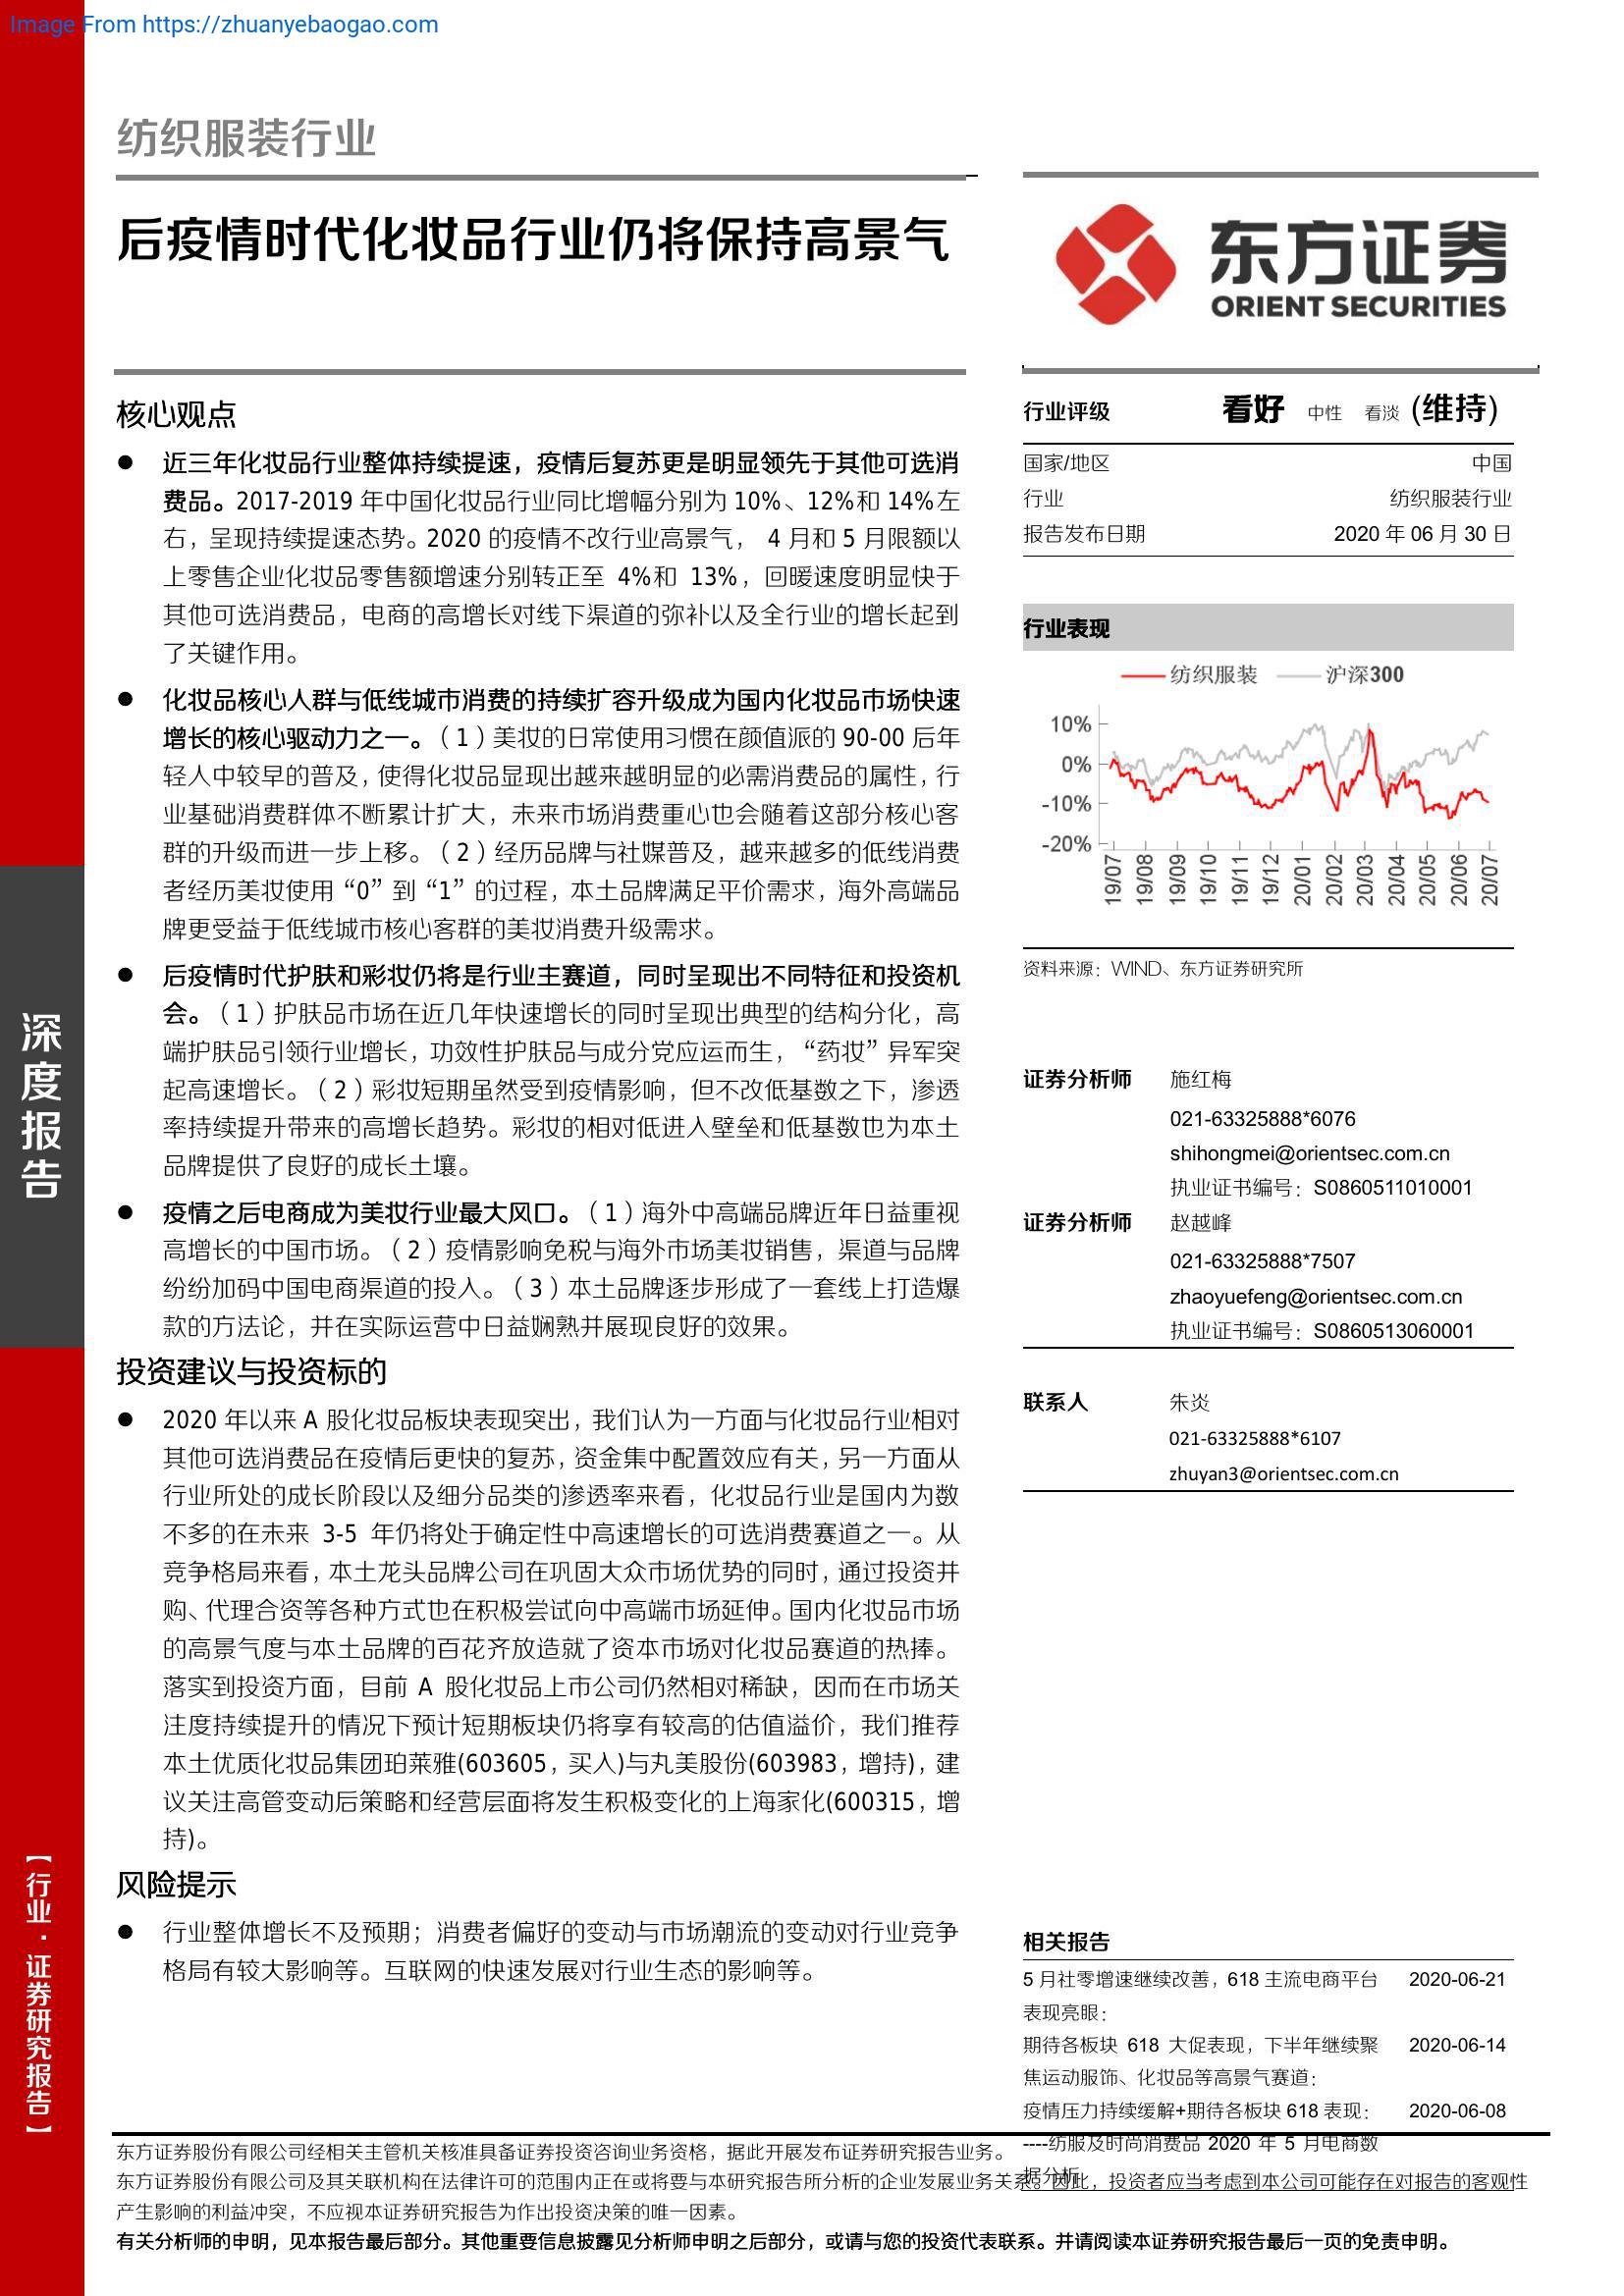 Image From https://zhuanyebaogao.com
纺织服装行业
后疫情时代化妆品行业仍将保持高景气
东方证券
ORIENT SECURITIES
核心观点
● 近三年化妆品行业整体持续提速，疫情后复苏更是明显领先于其他可选消
费品。2017-2019 年中国化妆品行业同比增幅分别为 10%、12%和 14%左
右，呈现持续提速态势。2020 的疫情不改行业高景气， 4 月和 5 月限额以
上零售企业化妆品零售额增速分别转正至 4%和 13%，回暖速度明显快于
其他可选消费品，电商的高增长对线下渠道的弥补以及全行业的增长起到
了关键作用。
● 化妆品核心人群与低线城市消费的持续扩容升级成为国内化妆品市场快速
增长的核心驱动力之一。（1）美妆的日常使用习惯在颜值派的 90-00 后年
轻人中较早的普及，使得化妆品显现出越来越明显的必需消费品的属性，行
业基础消费群体不断累计扩大，未来市场消费重心也会随着这部分核心客
群的升级而进一步上移。（2）经历品牌与社媒普及，越来越多的低线消费
者经历美妆使用“0”到“1”的过程，本土品牌满足平价需求，海外高端品
牌更受益于低线城市核心客群的美妆消费升级需求。
● 后疫情时代护肤和彩妆仍将是行业主赛道，同时呈现出不同特征和投资机
会。（1）护肤品市场在近几年快速增长的同时呈现出典型的结构分化，高
端护肤品引领行业增长，功效性护肤品与成分党应运而生，“药妆”异军突
起高速增长。（2）彩妆短期虽然受到疫情影响，但不改低基数之下，渗透
率持续提升带来的高增长趋势。彩妆的相对低进入壁垒和低基数也为本土
品牌提供了良好的成长土壤。
● 疫情之后电商成为美妆行业最大风口。（1）海外中高端品牌近年日益重视
高增长的中国市场。（2）疫情影响免税与海外市场美妆销售，渠道与品牌
纷纷加码中国电商渠道的投入。（3）本土品牌逐步形成了一套线上打造爆
款的方法论，并在实际运营中日益娴熟并展现良好的效果。
投资建议与投资标的
● 2020 年以来 A 股化妆品板块表现突出，我们认为一方面与化妆品行业相对
其他可选消费品在疫情后更快的复苏，资金集中配置效应有关，另一方面从
行业所处的成长阶段以及细分品类的渗透率来看，化妆品行业是国内为数
不多的在未来 3-5 年仍将处于确定性中高速增长的可选消费赛道之一。从
竞争格局来看，本土龙头品牌公司在巩固大众市场优势的同时，通过投资并
购、代理合资等各种方式也在积极尝试向中高端市场延伸。国内化妆品市场
的高景气度与本土品牌的百花齐放造就了资本市场对化妆品赛道的热捧。
落实到投资方面，目前 A 股化妆品上市公司仍然相对稀缺，因而在市场关
注度持续提升的情况下预计短期板块仍将享有较高的估值溢价，我们推荐
本土优质化妆品集团珀莱雅(603605，买入)与丸美股份(603983，增持)，建
议关注高管变动后策略和经营层面将发生积极变化的上海家化(600315，增
持)。
风险提示
● 行业整体增长不及预期；消费者偏好的变动与市场潮流的变动对行业竞争
格局有较大影响等。互联网的快速发展对行业生态的影响等。
行业评级 看好 中性 看淡 (维持)
国家/地区 中国
行业 纺织服装行业
报告发布日期 2020 年 06 月 30 日
行业表现
纺织服装 沪深300
10%
0%
-10%
-20%
19/07 19/08 19/09 19/10 19/11 19/12 20/01 20/02 20/03 20/04 20/05 20/06 20/07
资料来源：WIND、东方证券研究所
证券分析师 施红梅
021-63325888*6076
shihongmei@orientsec.com.cn
执业证书编号：S0860511010001
证券分析师 赵越峰
021-63325888*7507
zhaoyuefeng@orientsec.com.cn
执业证书编号：S0860513060001
联系人 朱炎
021-63325888*6107
zhuyan3@orientsec.com.cn
相关报告
5 月社零增速继续改善，618 主流电商平台 2020-06-21
表现亮眼：
期待各板块 618 大促表现，下半年继续聚 2020-06-14
焦运动服饰、化妆品等高景气赛道：
疫情压力持续缓解+期待各板块 618 表现： 2020-06-08
----纺服及时尚消费品 2020 年 5 月电商数
据分析
深度报告
【行业·证券研究报告】
东方证券股份有限公司经相关主管机关核准具备证券投资咨询业务资格，据此开展发布证券研究报告业务。
东方证券股份有限公司及其关联机构在法律许可的范围内正在或将要与本研究报告所分析的企业发展业务关系。因此，投资者应当考虑到本公司可能存在对报告的客观性
产生影响的利益冲突，不应视本证券研究报告为作出投资决策的唯一因素。
有关分析师的申明，见本报告最后部分。其他重要信息披露见分析师申明之后部分，或请与您的投资代表联系。并请阅读本证券研究报告最后一页的免责申明。